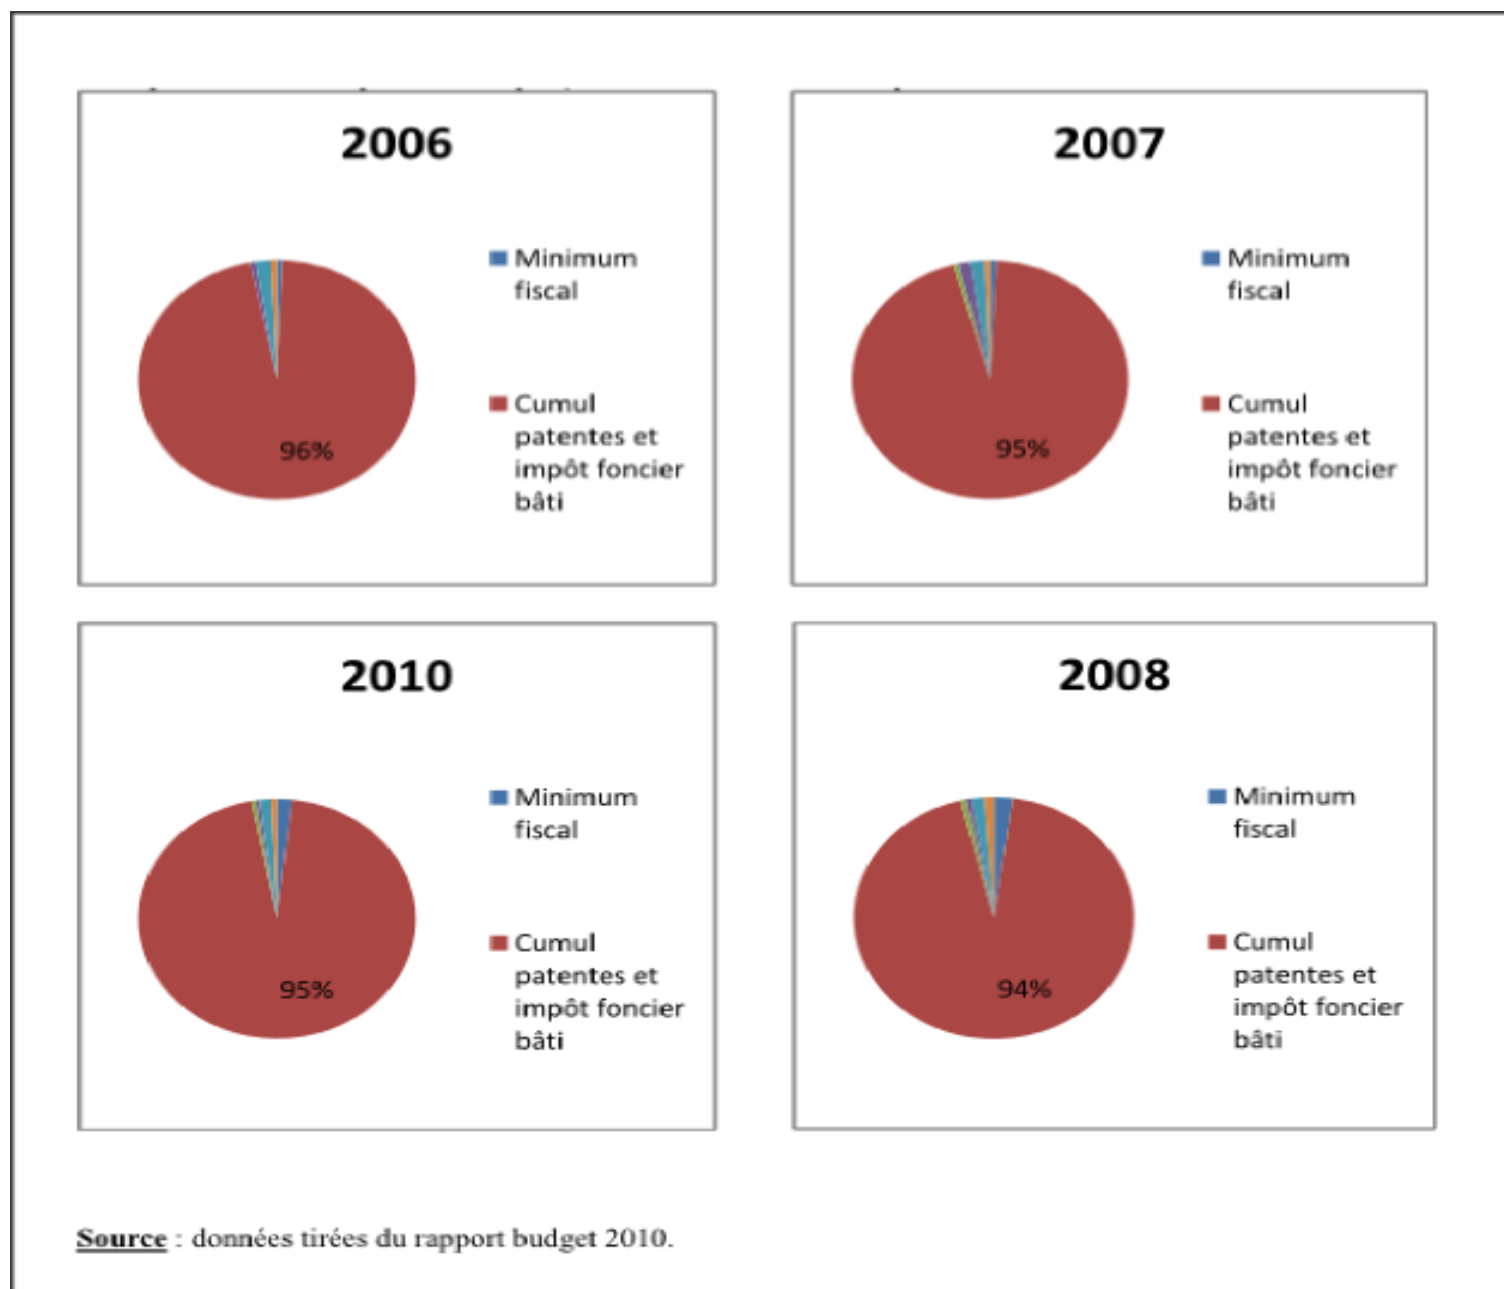 2006
Minimum
fiscal
Cumul
patentes et
impôt foncier
bâti
96%
2007
Minimum
fiscal
Cumul
patentes et
impôt foncier
bâti
95%
2010
Minimum
fiscal
Cumul
patentes et
impôt foncier
bâti
95%
2008
Minimum
fiscal
Cumul
patentes et
impôt foncier
bâti
94%
Source : données tirées du rapport budget 2010.